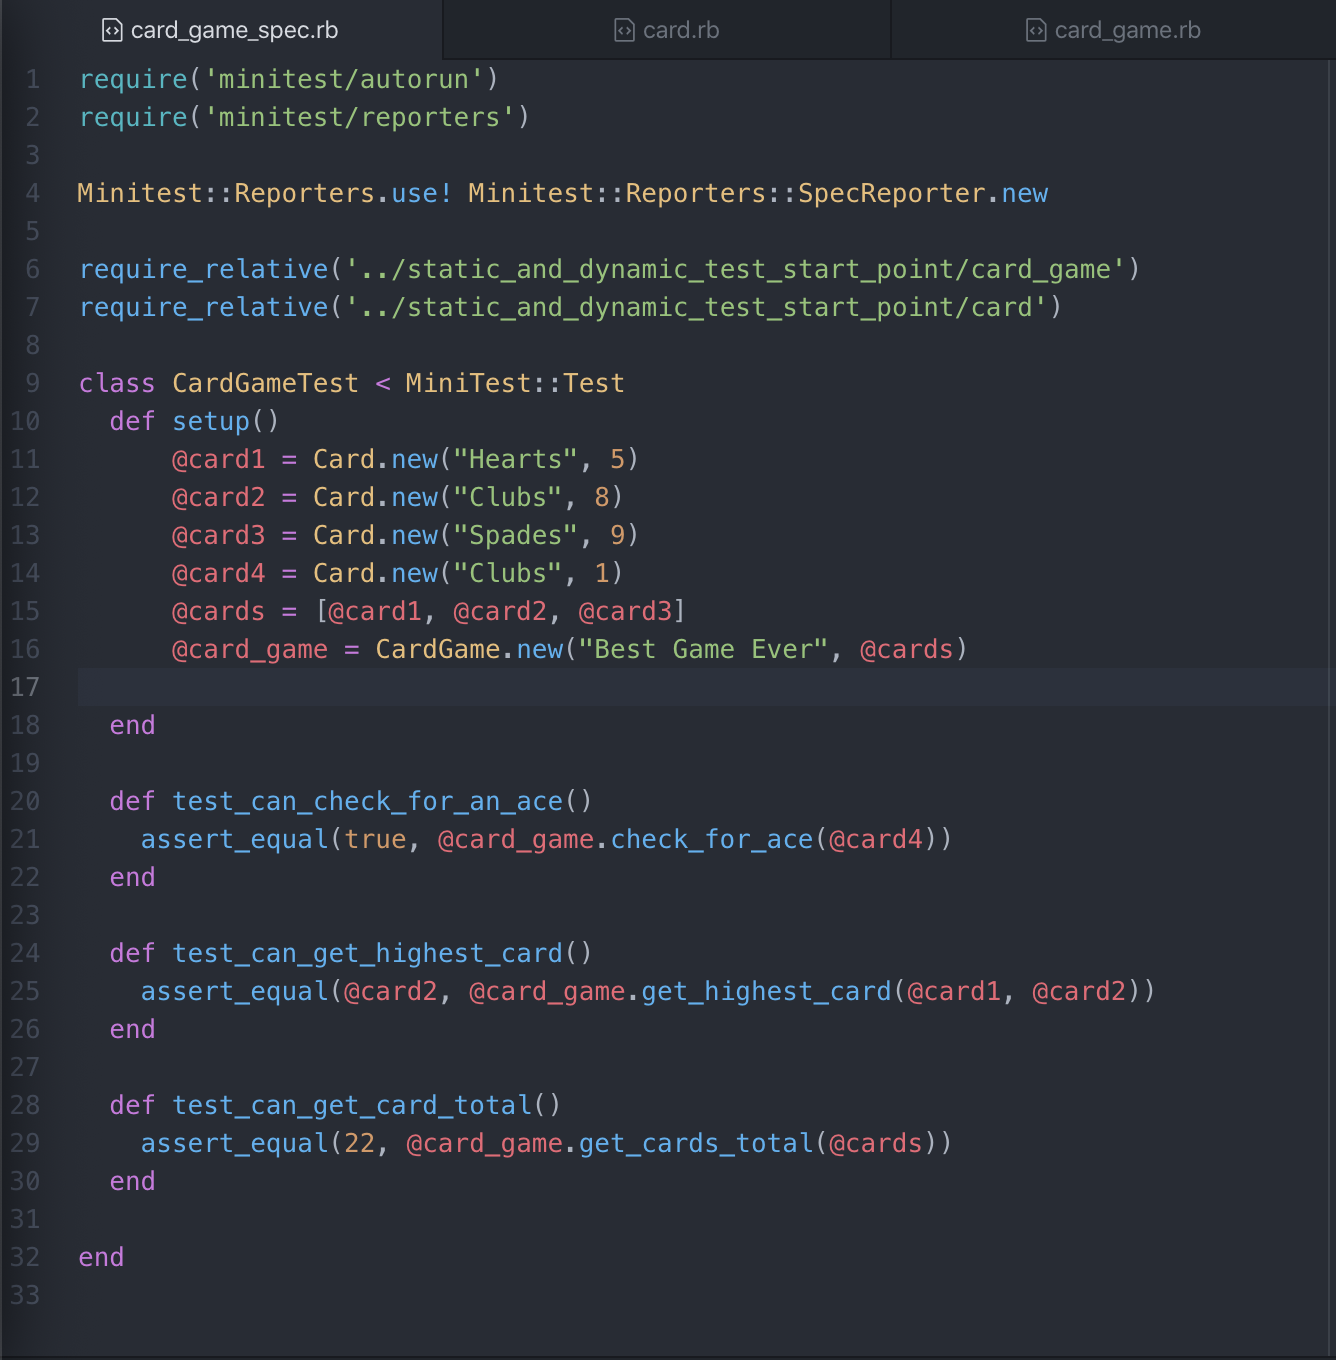 card_game_spec.rb card.rb card_game.rb
1 require('minitest/autorun')
2 require('minitest/reporters')
3
4 Minitest::Reporters.use! Minitest::Reporters::SpecReporter.new
5
6 require_relative('../static_and_dynamic_test_start_point/card_game')
7 require_relative('../static_and_dynamic_test_start_point/card')
8
9 class CardGameTest < MiniTest::Test
10   def setup()
11       @card1 = Card.new("Hearts", 5)
12       @card2 = Card.new("Clubs", 8)
13       @card3 = Card.new("Spades", 9)
14       @card4 = Card.new("Clubs", 1)
15       @cards = [@card1, @card2, @card3]
16       @card_game = CardGame.new("Best Game Ever", @cards)
17
18   end
19
20   def test_can_check_for_an_ace()
21     assert_equal(true, @card_game.check_for_ace(@card4))
22   end
23
24   def test_can_get_highest_card()
25     assert_equal(@card2, @card_game.get_highest_card(@card1, @card2))
26   end
27
28   def test_can_get_card_total()
29     assert_equal(22, @card_game.get_cards_total(@cards))
30   end
31
32 end
33